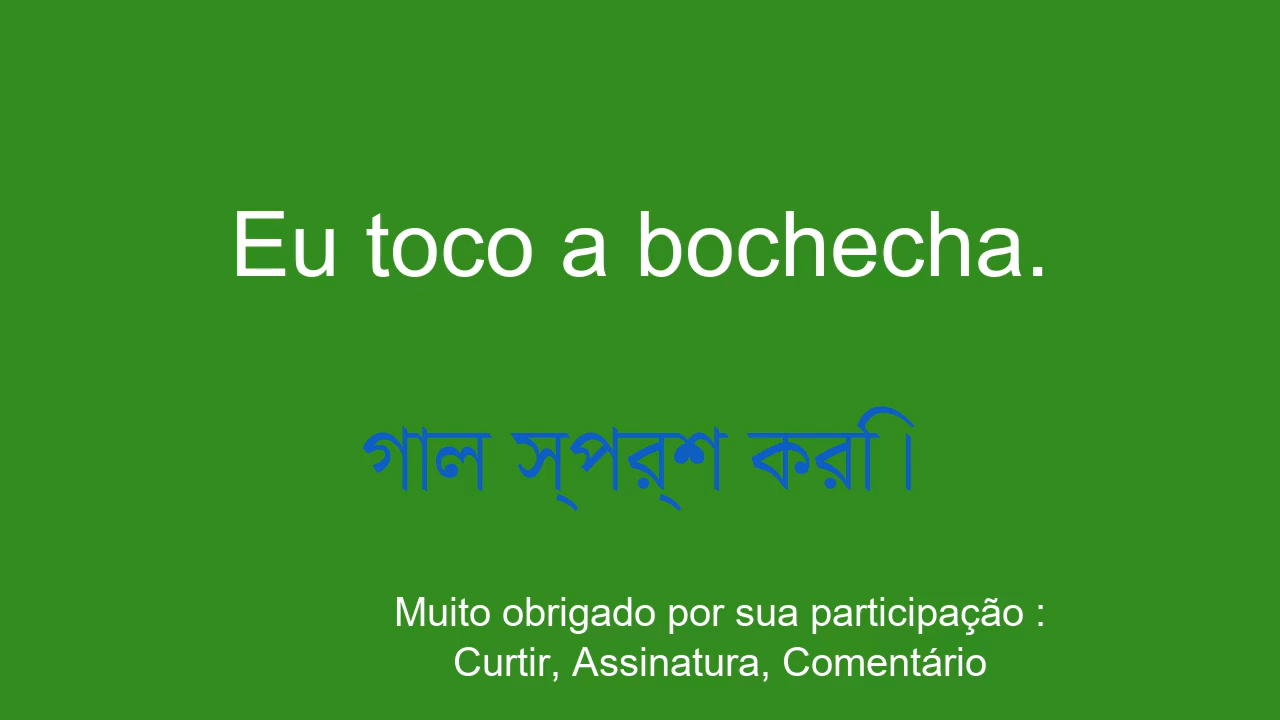 Eu toco a bochecha.
গাল স্পর্শ করি।
Muito obrigado por sua participação :
Curtir, Assinatura, Comentário